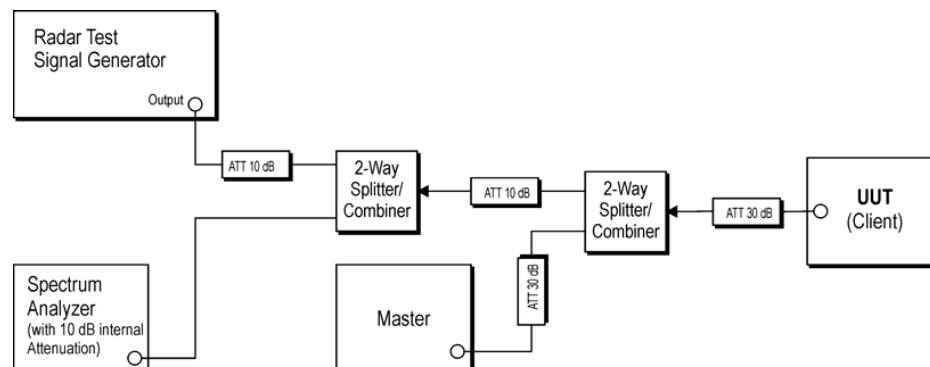 Radar Test
Signal Generator
Output
ATT 10 dB
2-Way
Splitter/
Combiner
ATT 10 dB
2-Way
Splitter/
Combiner
ATT 30 dB
UUT
(Client)
Spectrum
Analyzer
(with 10 dB internal
Attenuation)
Master
ATT 30 dB